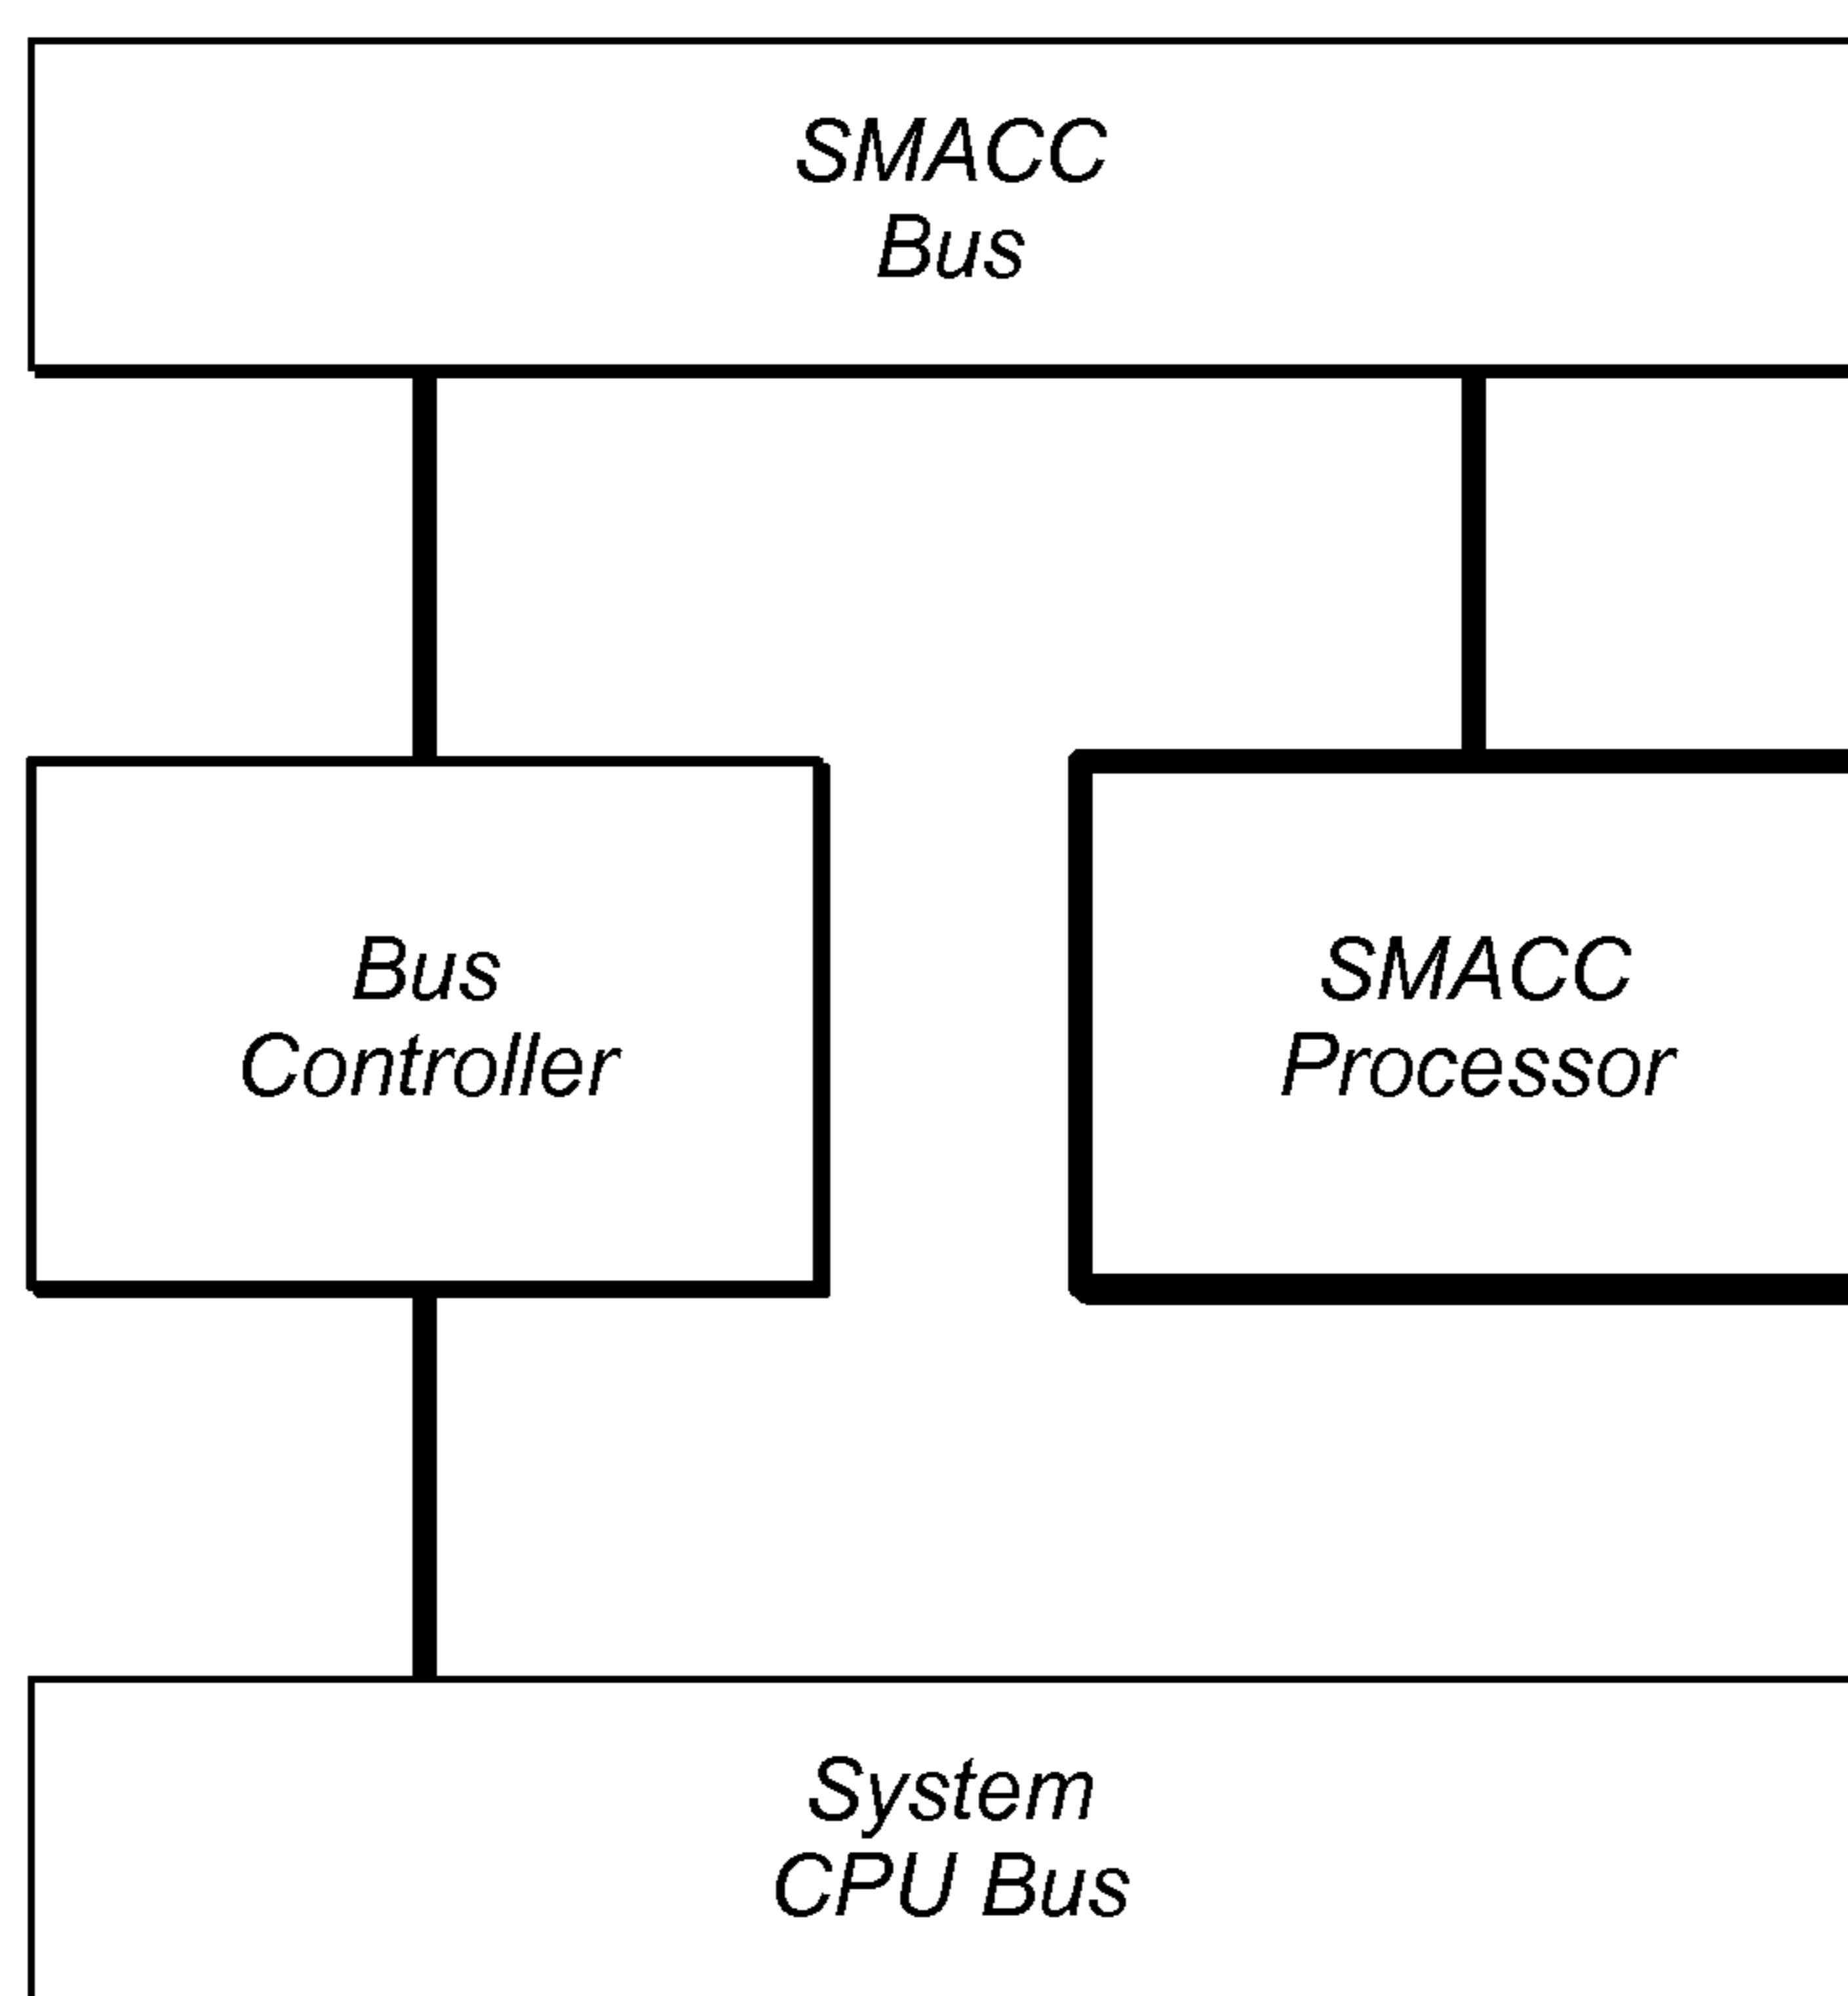 SMACC
Bus
Bus
Controller
SMACC
Processor
System
CPU Bus